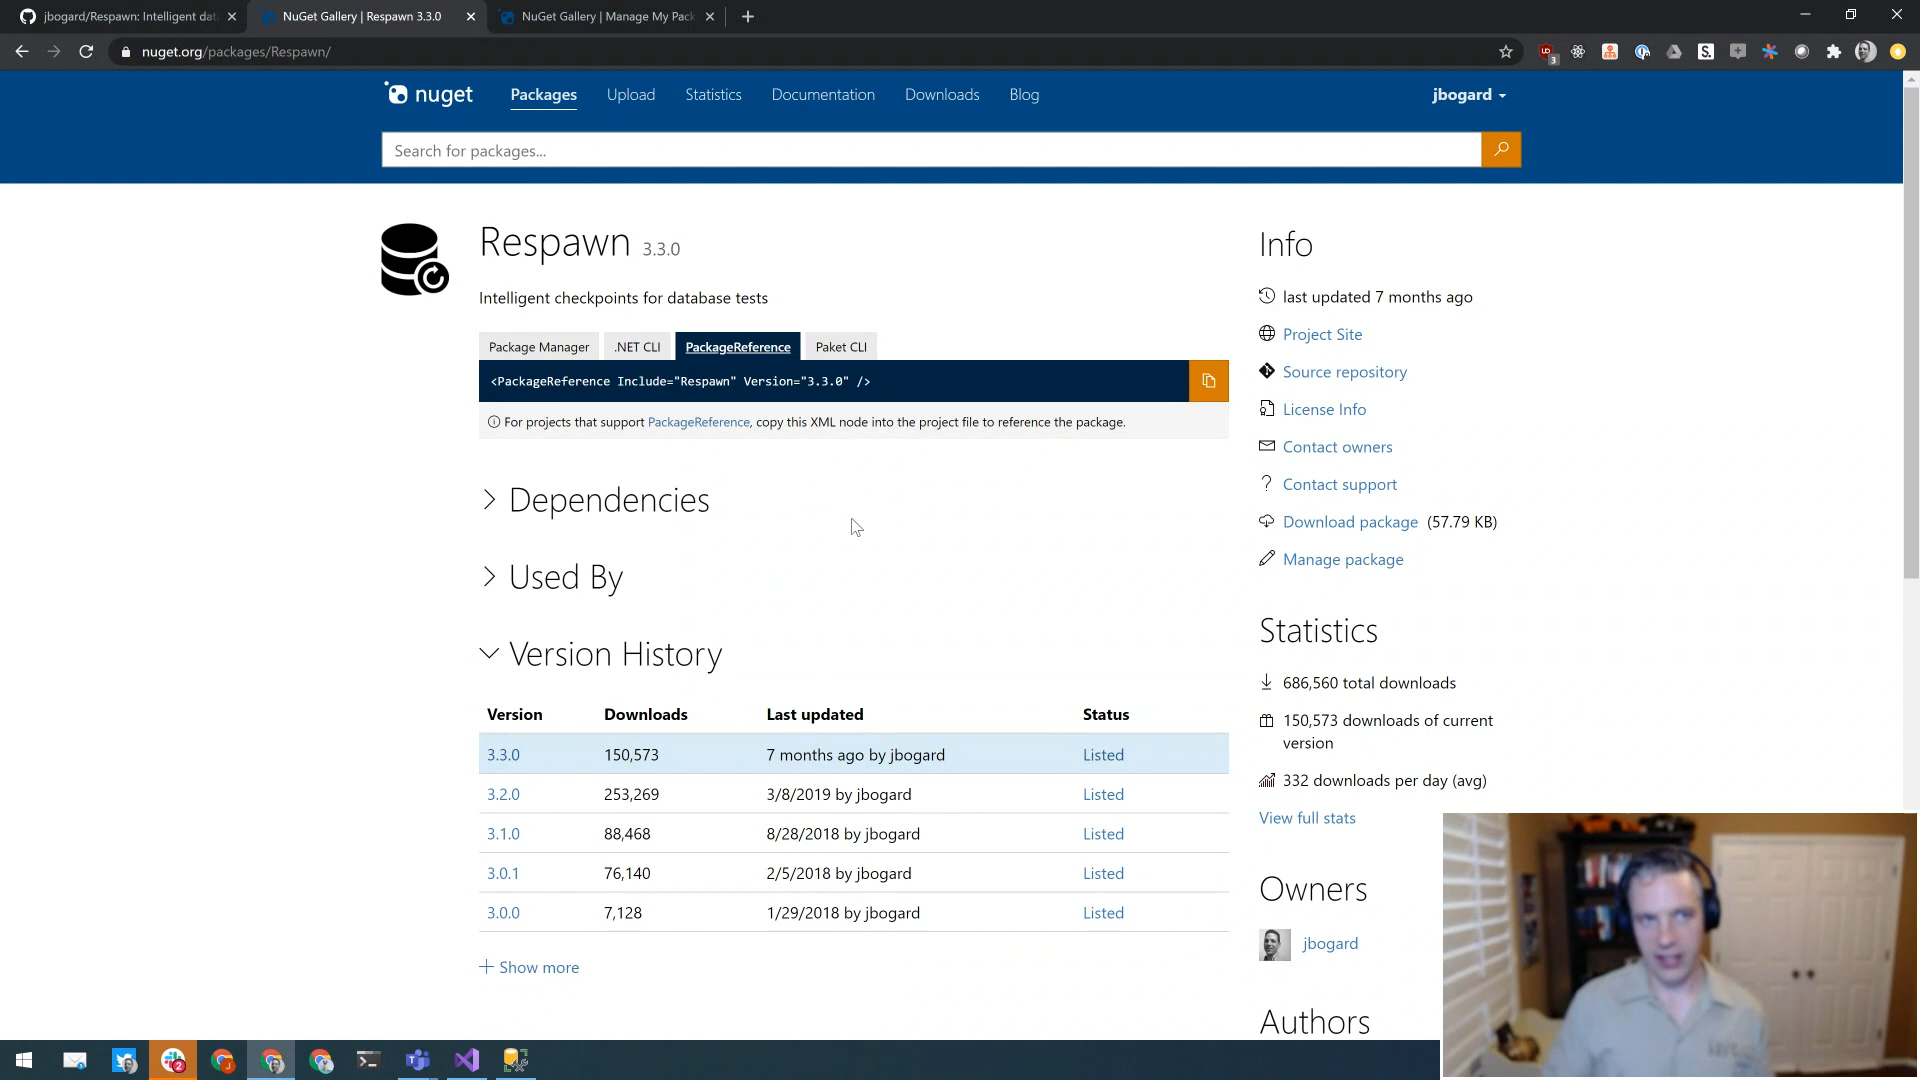 jbogard/Respawn: Intelligent dat
NuGet Gallery | Respawn 3.3.0
NuGet Gallery | Manage My Pack
nuget.org/packages/Respawn/
3
nuget
Packages
Upload
Statistics
Documentation
Downloads
Blog
jbogard
Search for packages...
Respawn 3.3.0
Intelligent checkpoints for database tests
Package Manager
.NET CLI
PackageReference
Paket CLI
<PackageReference Include="Respawn" Version="3.3.0" />
For projects that support PackageReference, copy this XML node into the project file to reference the package.
Dependencies
Used By
Version History
Version Downloads Last updated Status
3.3.0 150,573 7 months ago by jbogard Listed
3.2.0 253,269 3/8/2019 by jbogard Listed
3.1.0 88,468 8/28/2018 by jbogard Listed
3.0.1 76,140 2/5/2018 by jbogard Listed
3.0.0 7,128 1/29/2018 by jbogard Listed
Show more
Info
last updated 7 months ago
Project Site
Source repository
License Info
Contact owners
Contact support
Download package (57.79 KB)
Manage package
Statistics
686,560 total downloads
150,573 downloads of current
version
332 downloads per day (avg)
View full stats
Owners
jbogard
Authors
2